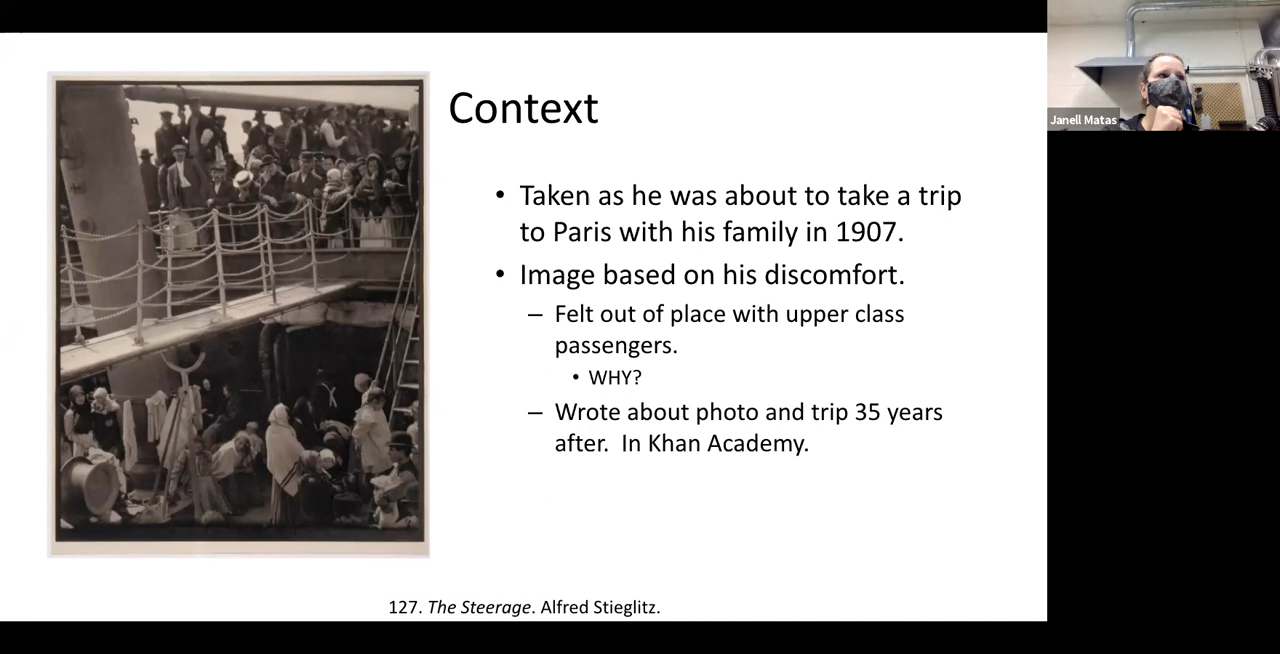 Context
• Taken as he was about to take a trip
to Paris with his family in 1907.
• Image based on his discomfort.
– Felt out of place with upper class
passengers.
• WHY?
– Wrote about photo and trip 35 years
after.  In Khan Academy.
127. The Steerage. Alfred Stieglitz.
Janell Matas